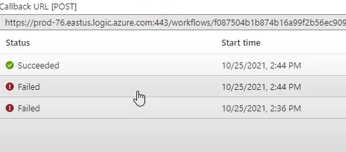 Callback URL [POST]
https://prod-76.eastus.logic.azure.com:443/workflows/f087504b1b874b16a99f2b56ec909
Status Start time
Succeeded 10/25/2021, 2:44 PM
Failed 10/25/2021, 2:44 PM
Failed 10/25/2021, 2:36 PM